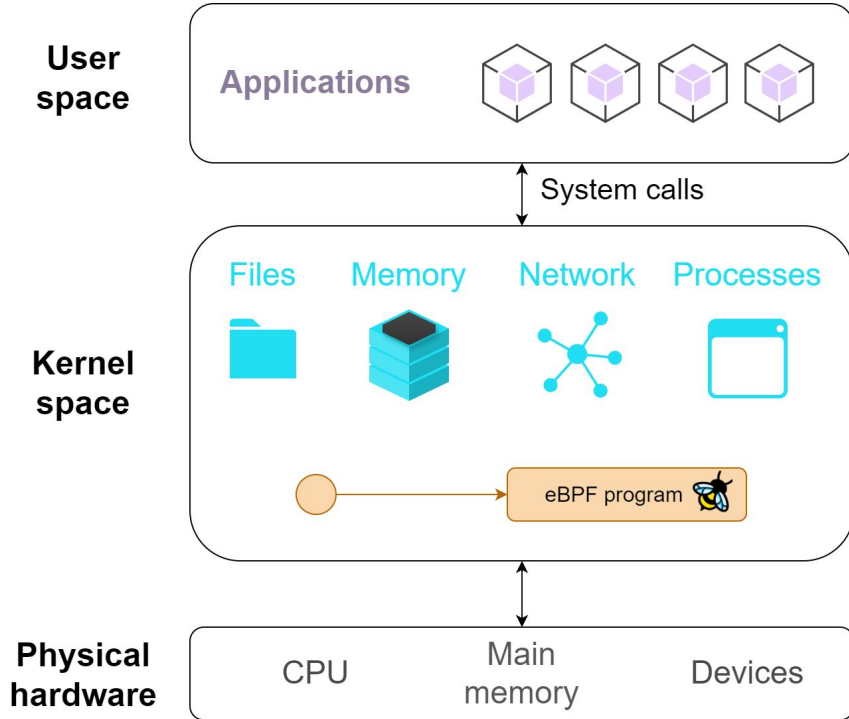 User
space
Applications
System calls
Files
Memory
Network
Processes
Kernel
space
eBPF program
Physical
hardware
CPU
Main
memory
Devices